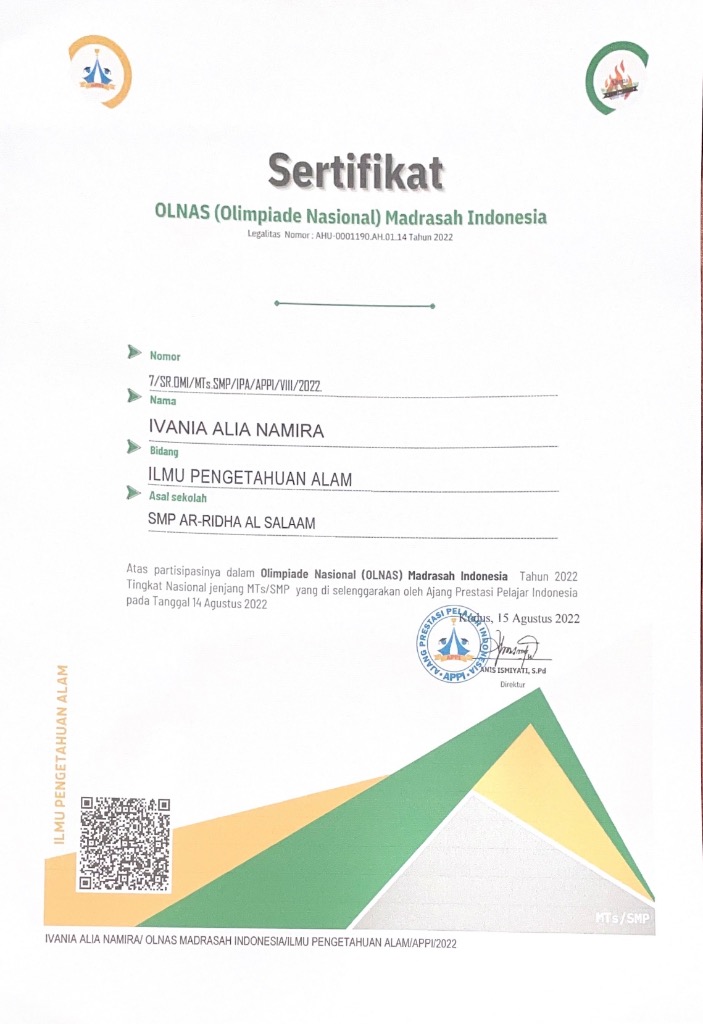 Sertifikat
OLNAS (Olimpiade Nasional) Madrasah Indonesia
Legalitas Nomor : AHU-0001190.AH.01.14 Tahun 2022
Nomor
7/SR.OMI/MTs.SMP/IPA/APPI/VIII/2022
Nama
IVANIA ALIA NAMIRA
Bidang
ILMU PENGETAHUAN ALAM
Asal sekolah
SMP AR-RIDHA AL SALAAM
Atas partisipasinya dalam Olimpiade Nasional (OLNAS) Madrasah Indonesia Tahun 2022
Tingkat Nasional jenjang MTs/SMP yang di selenggarakan oleh Ajang Prestasi Pelajar Indonesia
pada Tanggal 14 Agustus 2022
Kudus, 15 Agustus 2022
AJANG PRESTASI PELAJAR INDONESIA
APPI
ANIS ISMIYATI, S.Pd
Direktur
ILMU PENGETAHUAN ALAM
MTs/SMP
IVANIA ALIA NAMIRA/ OLNAS MADRASAH INDONESIA/ILMU PENGETAHUAN ALAM/APPI/2022